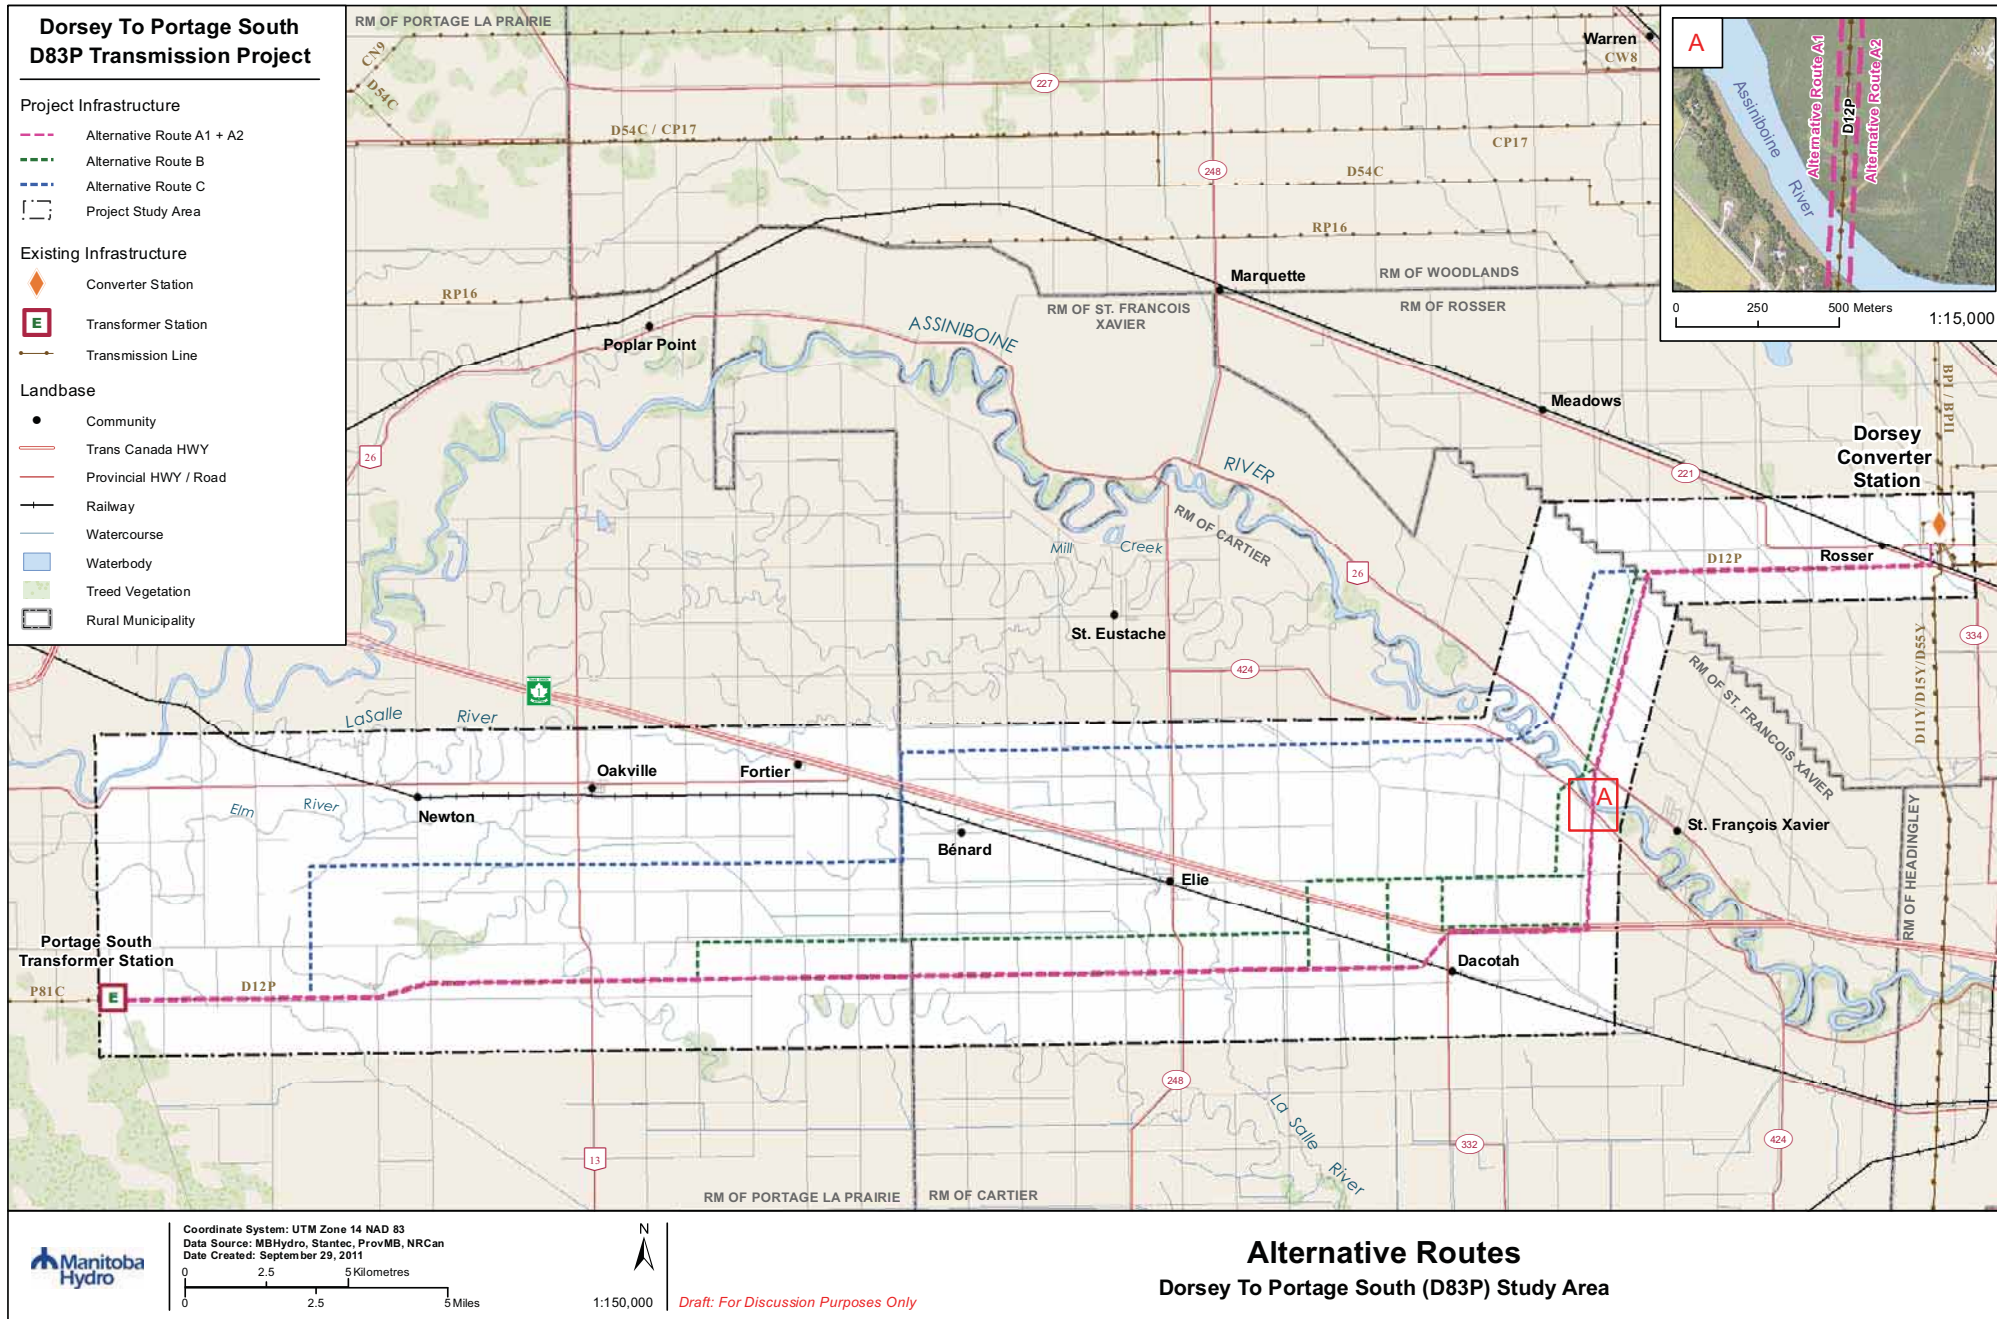 Dorsey To Portage South
D83P Transmission Project
Project Infrastructure
Alternative Route A1 + A2
Alternative Route B
Alternative Route C
Project Study Area
Existing Infrastructure
Converter Station
E
Transformer Station
Transmission Line
Landbase
Community
Trans Canada HWY
Provincial HWY / Road
Railway
Watercourse
Waterbody
Treed Vegetation
Rural Municipality
RM OF PORTAGE LA PRAIRIE
CN9
D54C
227
D54C / CP17
CP17
248
D54C
RP16
RP16
Warren
CW8
A
Assiniboine
River
Alternative Route A1
D12P
Alternative Route A2
0
250
500 Meters
1:15,000
Marquette
RM OF WOODLANDS
RM OF ROSSER
RM OF ST. FRANCOIS
XAVIER
Poplar Point
ASSINIBOINE
RIVER
Meadows
BPI / BPII
26
221
Dorsey
Converter
Station
RM OF CARTIER
Mill
Creek
26
D12P
Rosser
St. Eustache
424
334
D11Y/D15Y/D55Y
RM OF ST. FRANCOIS XAVIER
1
LaSalle
River
Oakville
Fortier
Elm
River
Newton
Bénard
A
St. François Xavier
RM OF HEADINGLEY
Elie
Portage South
Transformer Station
P81C
E
D12P
Dacotah
248
La Salle
River
332
424
13
RM OF PORTAGE LA PRAIRIE
RM OF CARTIER
Manitoba
Hydro
Coordinate System: UTM Zone 14 NAD 83
Data Source: MBHydro, Stantec, ProvMB, NRCan
Date Created: September 29, 2011
0
2.5
5 Kilometres
0
2.5
5 Miles
N
1:150,000
Draft: For Discussion Purposes Only
Alternative Routes
Dorsey To Portage South (D83P) Study Area